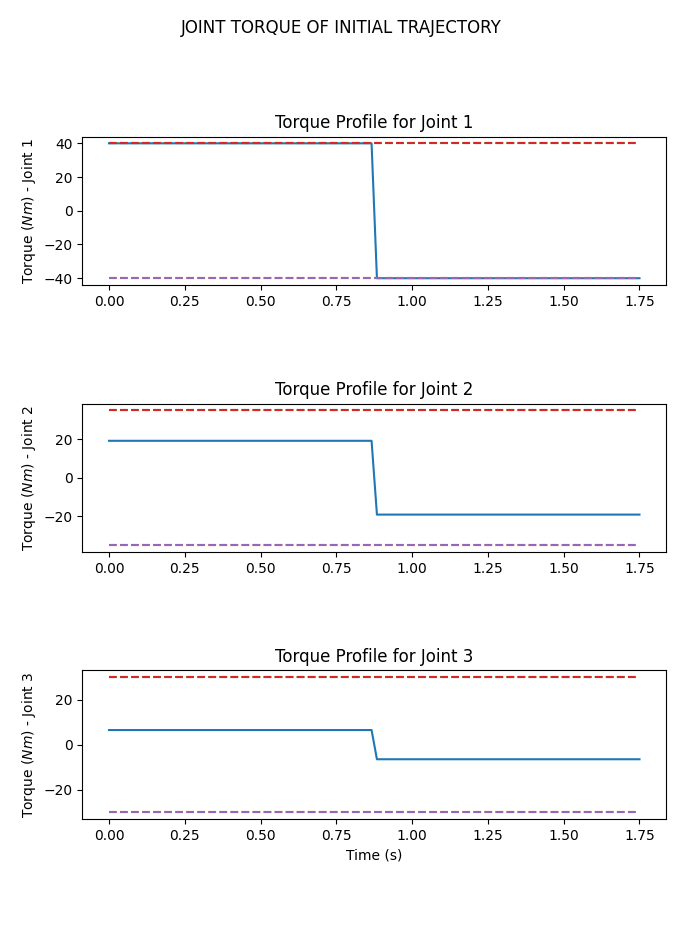 JOINT TORQUE OF INITIAL TRAJECTORY
Torque Profile for Joint 1
Torque (Nm) - Joint 1
40
20
0
−20
−40
0.00 0.25 0.50 0.75 1.00 1.25 1.50 1.75
Torque Profile for Joint 2
Torque (Nm) - Joint 2
20
0
−20
0.00 0.25 0.50 0.75 1.00 1.25 1.50 1.75
Torque Profile for Joint 3
Torque (Nm) - Joint 3
20
0
−20
0.00 0.25 0.50 0.75 1.00 1.25 1.50 1.75
Time (s)